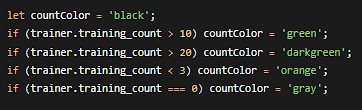 let countColor = 'black';
if (trainer.training_count > 10) countColor = 'green';
if (trainer.training_count > 20) countColor = 'darkgreen';
if (trainer.training_count < 3) countColor = 'orange';
if (trainer.training_count === 0) countColor = 'gray';